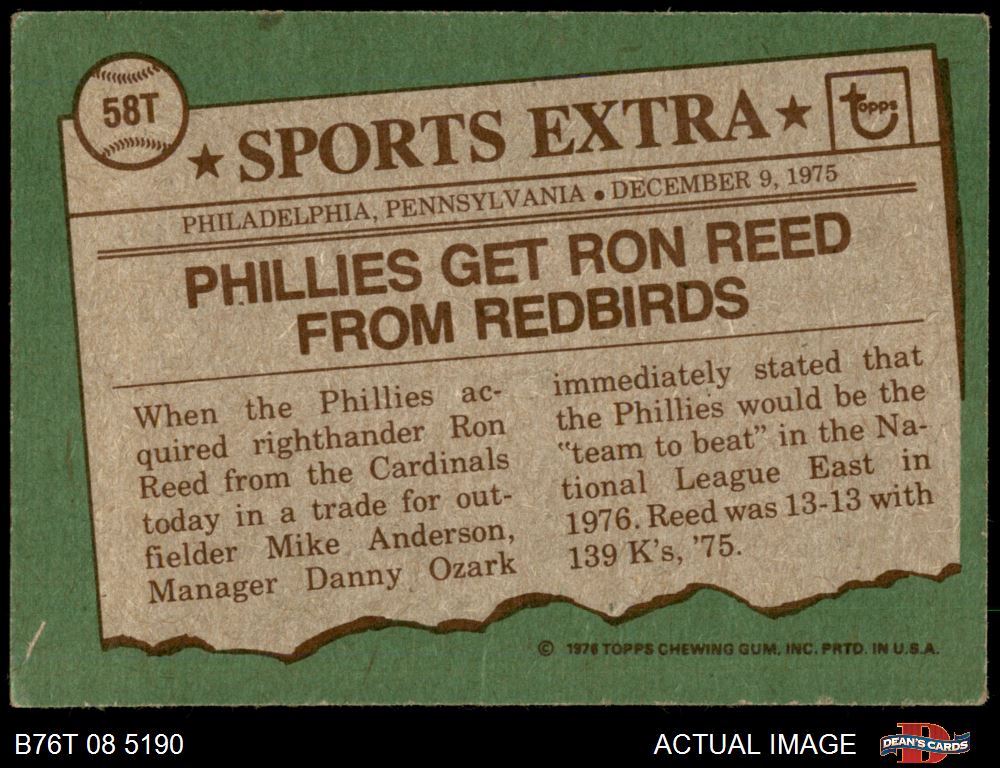 58T
★ SPORTS EXTRA ★
topps
PHILADELPHIA, PENNSYLVANIA • DECEMBER 9, 1975
PHILLIES GET RON REED
FROM REDBIRDS
When the Phillies ac-
quired righthander Ron
Reed from the Cardinals
today in a trade for out-
fielder Mike Anderson,
Manager Danny Ozark
immediately stated that
the Phillies would be the
"team to beat" in the Na-
tional League East in
1976. Reed was 13-13 with
139 K's, '75.
© 1976 TOPPS CHEWING GUM, INC. PRTD. IN U.S.A.
B76T 08 5190
ACTUAL IMAGE
DEAN'S CARDS